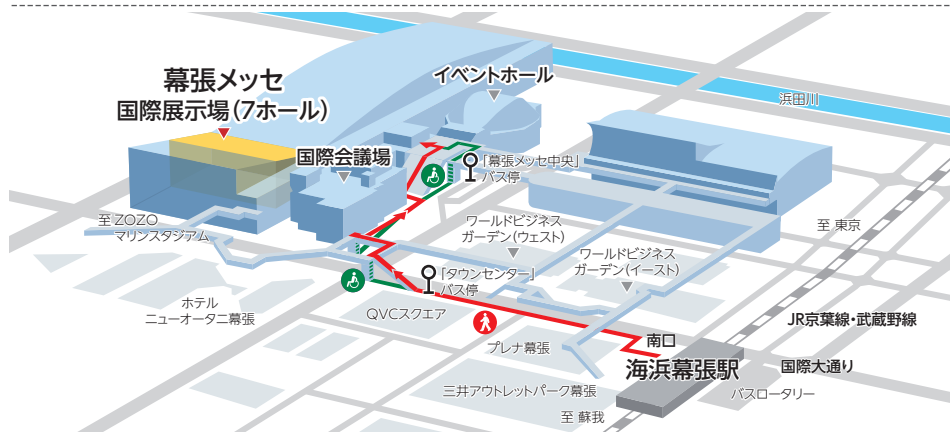 幕張メッセ
国際展示場(7ホール)
イベントホール
浜田川
国際会議場
「幕張メッセ中央」
バス停
至 ZOZO
マリンスタジアム
ワールドビジネス
ガーデン(ウェスト)
ワールドビジネス
ガーデン(イースト)
至 東京
「タウンセンター」
バス停
ホテル
ニューオータニ幕張
QVCスクエア
プレナ幕張
南口
JR京葉線・武蔵野線
海浜幕張駅
国際大通り
三井アウトレットパーク幕張
バスロータリー
至 蘇我